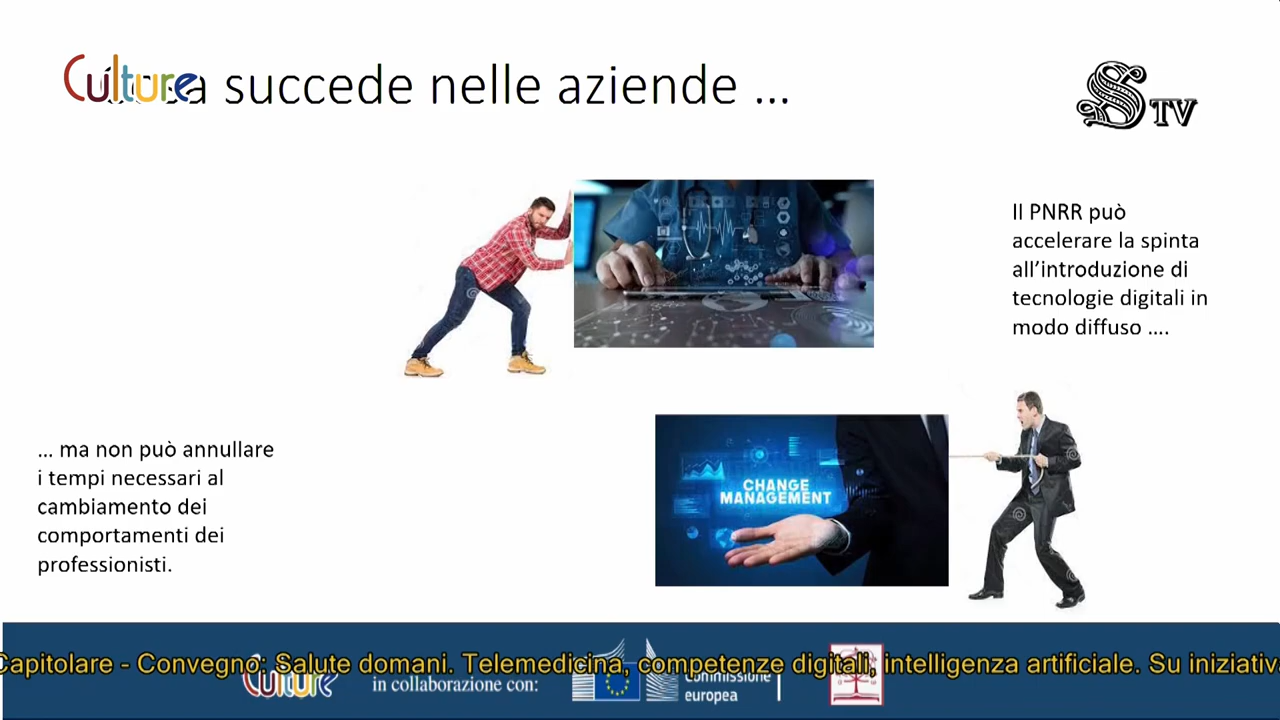 Culture
a succede nelle aziende ...
S TV
Il PNRR può
accelerare la spinta
all’introduzione di
tecnologie digitali in
modo diffuso ....
... ma non può annullare
i tempi necessari al
cambiamento dei
comportamenti dei
professionisti.
CHANGE
MANAGEMENT
Capitolare - Convegno: Salute domani. Telemedicina, competenze digitali, intelligenza artificiale. Su iniziativa
Culture
in collaborazione con:
Commissione
europea